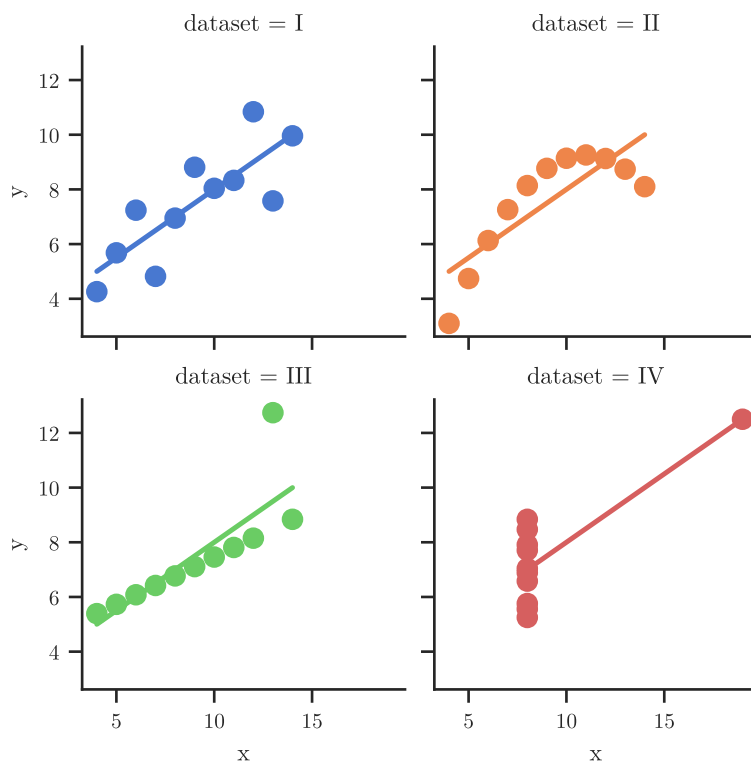 dataset = I
dataset = II
12
10
8
6
4
y
dataset = III
dataset = IV
12
10
8
6
4
y
5 10 15
5 10 15
x
x